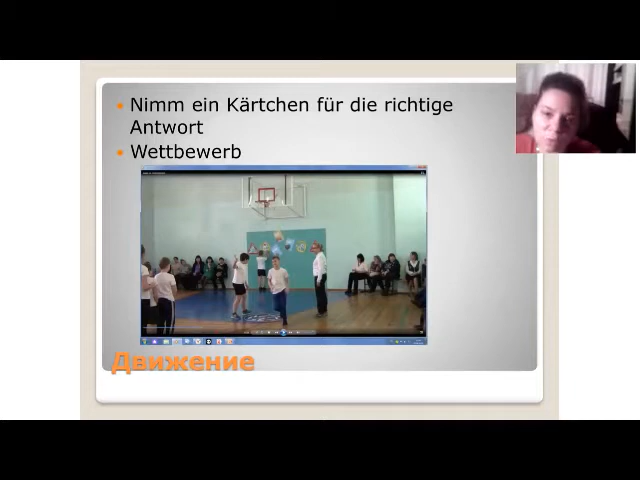 Nimm ein Kärtchen für die richtige
Antwort
Wettbewerb
Движение